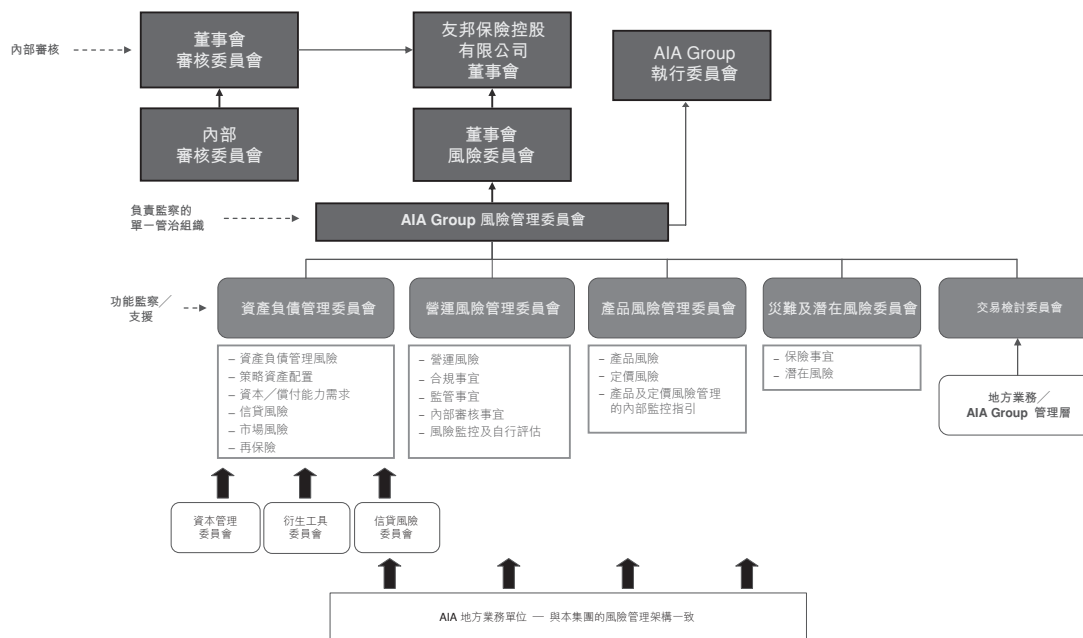 內部審核
董事會
審核委員會
友邦保險控股
有限公司
董事會
AIA Group
執行委員會
內部
審核委員會
董事會
風險委員會
負責監察的
單一管治組織
AIA Group 風險管理委員會
功能監察／
支援
資產負債管理委員會
營運風險管理委員會
產品風險管理委員會
災難及潛在風險委員會
交易檢討委員會
– 資產負債管理風險
– 策略資產配置
– 資本／償付能力需求
– 信貸風險
– 市場風險
– 再保險
– 營運風險
– 合規事宜
– 監管事宜
– 內部審核事宜
– 風險監控及自行評估
– 產品風險
– 定價風險
– 產品及定價風險管理
的內部監控指引
– 保險事宜
– 潛在風險
地方業務／
AIA Group 管理層
資本管理
委員會
衍生工具
委員會
信貸風險
委員會
AIA 地方業務單位 — 與本集團的風險管理架構一致